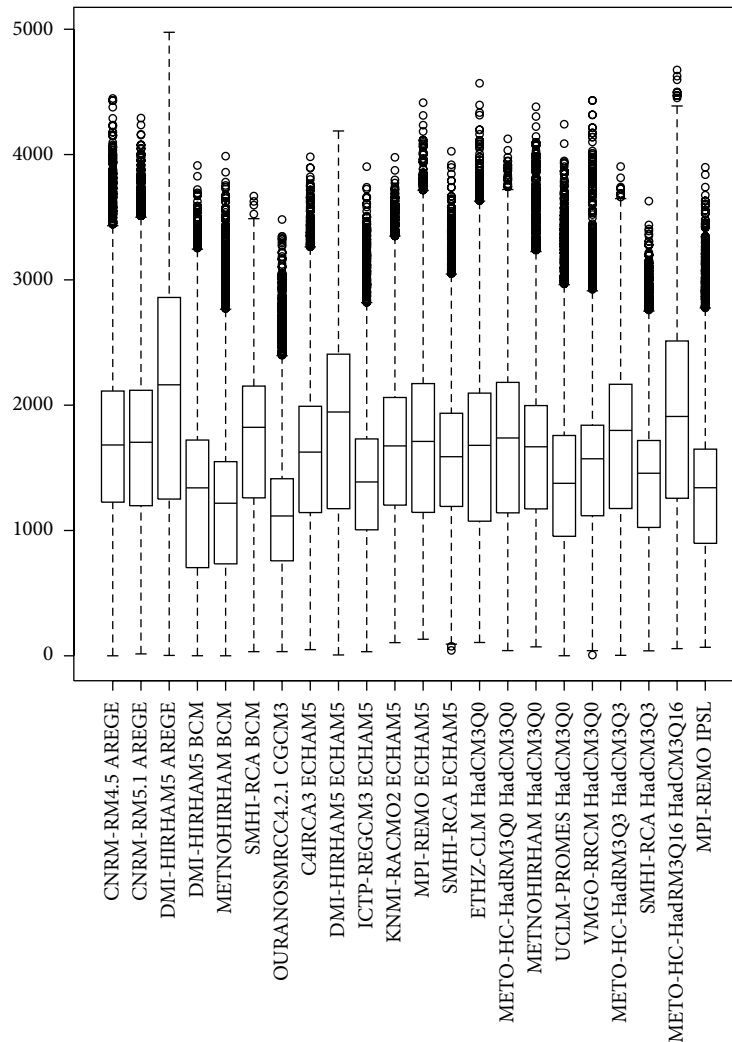 5000
4000
3000
2000
1000
0
CNRM-RM4.5 AREGE
CNRM-RM5.1 AREGE
DMI-HIRHAM5 AREGE
DMI-HIRHAM5 BCM
METNOHIRHAM BCM
SMHI-RCA BCM
OURANOSMRCC4.2.1 CGCM3
C4IRCA3 ECHAM5
DMI-HIRHAM5 ECHAM5
ICTP-REGCM3 ECHAM5
KNMI-RACMO2 ECHAM5
MPI-REMO ECHAM5
SMHI-RCA ECHAM5
ETHZ-CLM HadCM3Q0
METO-HC-HadRM3Q0 HadCM3Q0
METNOHIRHAM HadCM3Q0
UCLM-PROMES HadCM3Q0
VMGO-RRCM HadCM3Q0
METO-HC-HadRM3Q3 HadCM3Q3
SMHI-RCA HadCM3Q3
METO-HC-HadRM3Q16 HadCM3Q16
MPI-REMO IPSL